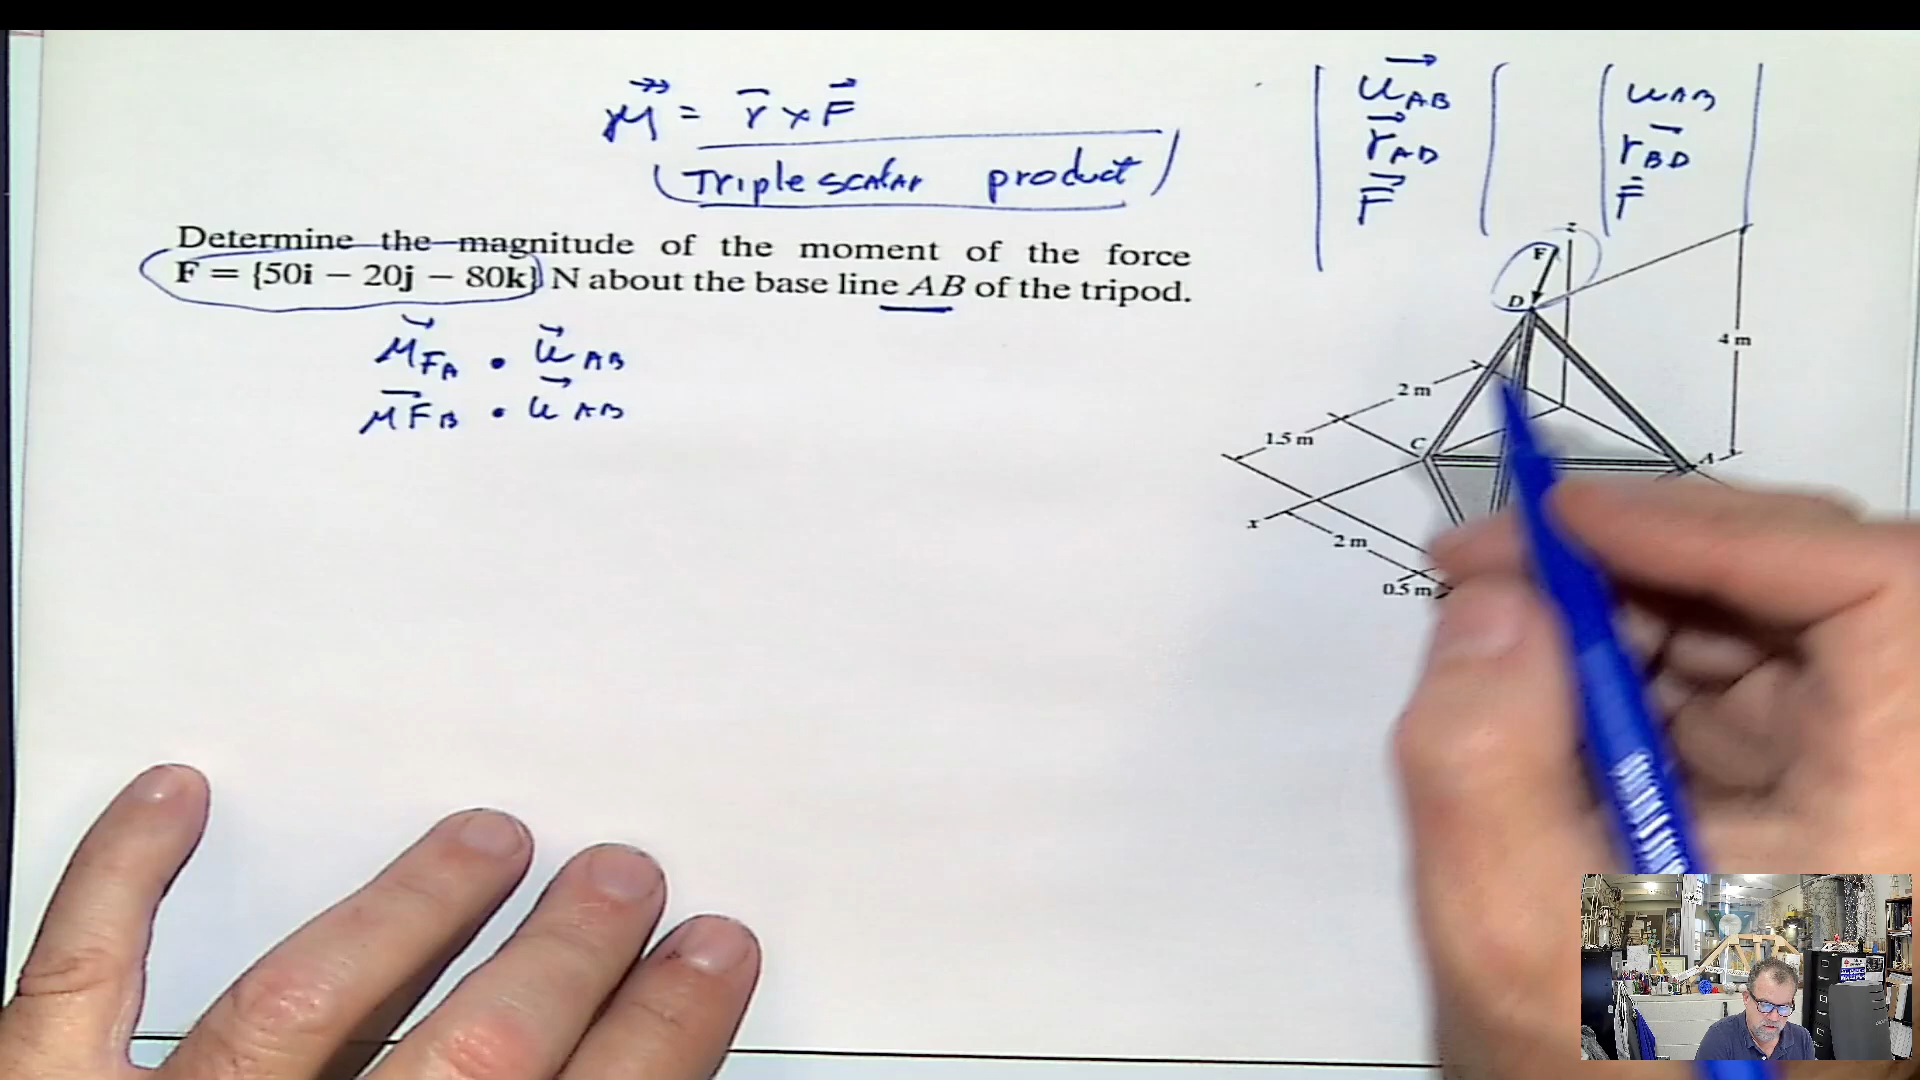 M = r x F
(Triple scalar product)
Determine the magnitude of the moment of the force
F = {50i – 20j – 80k} N about the base line AB of the tripod.
M_FA • u_AB
M_FB • u_AB
u_AB
r_AD
F
u_AB
r_BD
F
z
F
D
4 m
2 m
1.5 m
C
A
x
2 m
0.5 m